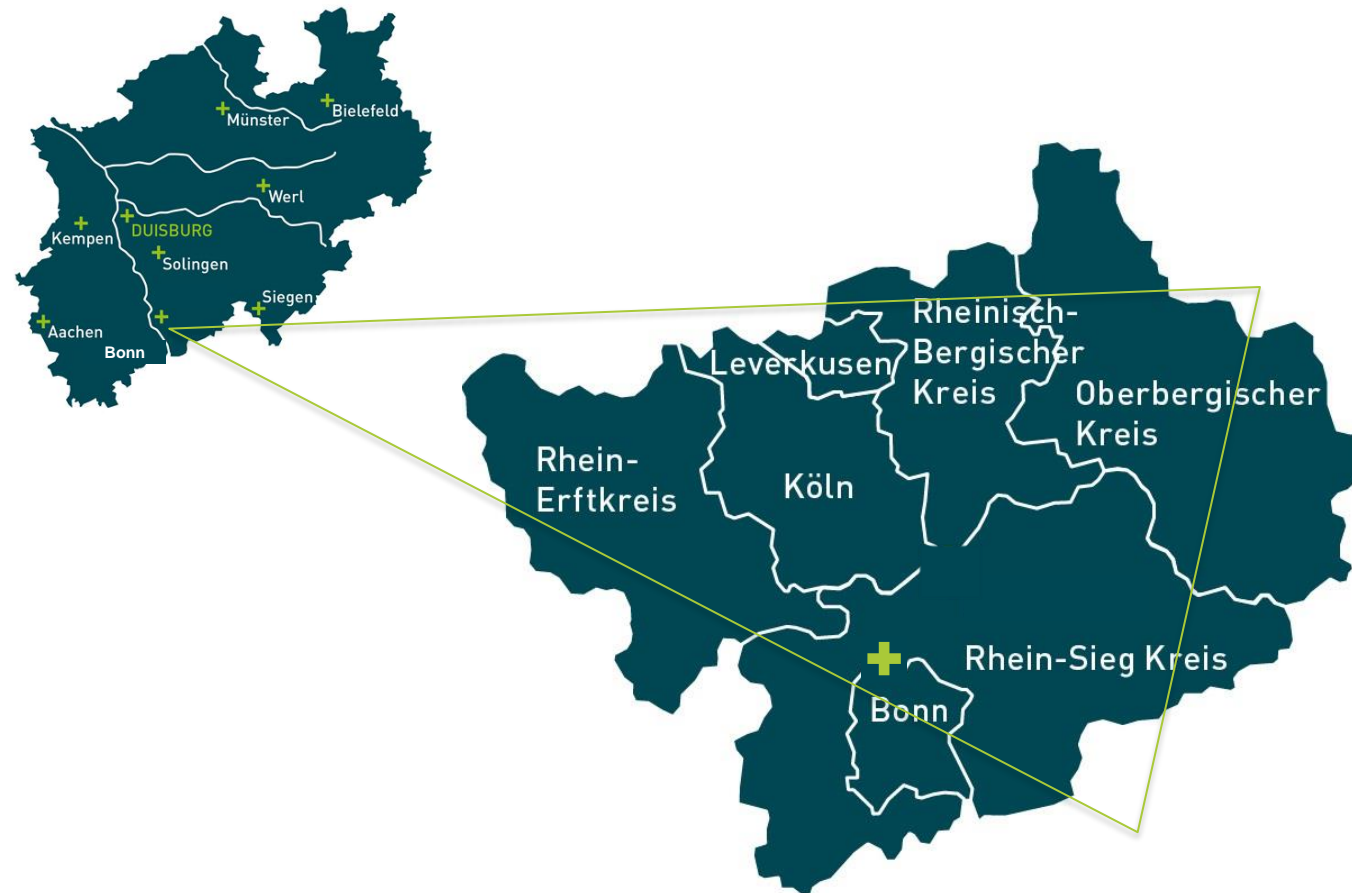 Münster
Bielefeld
Werl
DUISBURG
Kempen
Solingen
Siegen
Aachen
Bonn
Rheinisch-
Bergischer
Kreis
Leverkusen
Oberbergischer
Kreis
Rhein-
Erftkreis
Köln
Rhein-Sieg Kreis
Bonn